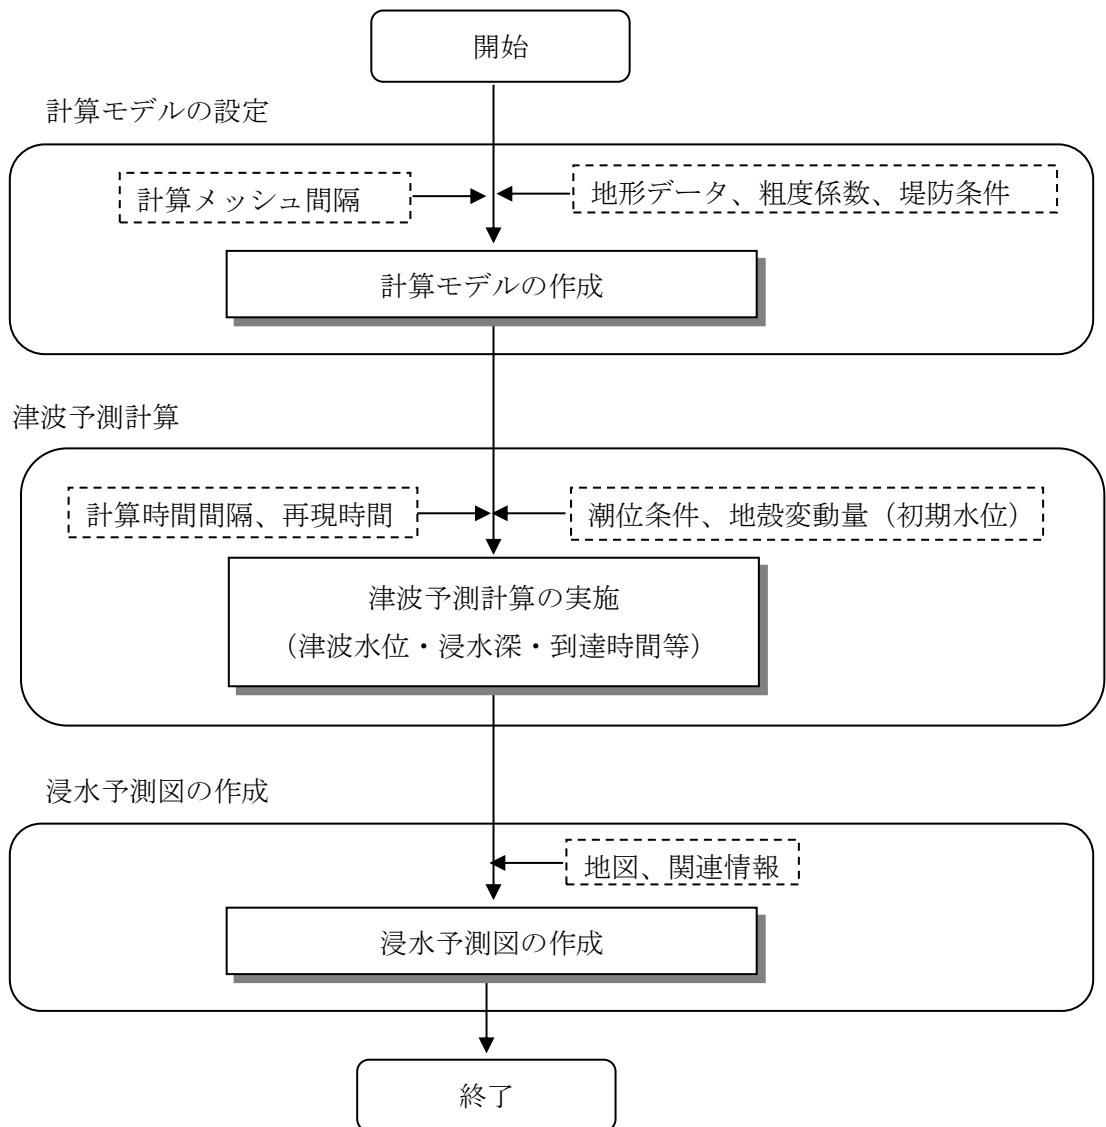 開始
計算モデルの設定
計算メッシュ間隔
地形データ、粗度係数、堤防条件
計算モデルの作成
津波予測計算
計算時間間隔、再現時間
潮位条件、地殻変動量（初期水位）
津波予測計算の実施
（津波水位・浸水深・到達時間等）
浸水予測図の作成
地図、関連情報
浸水予測図の作成
終了